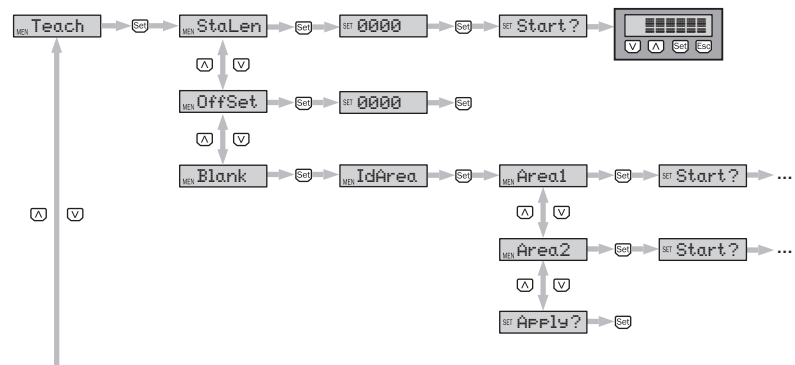 MEN Teach Set MEN StaLen Set SET 0000 Set SET Start?
Set Esc
MEN OffSet Set SET 0000 Set
MEN Blank Set MEN IdArea Set MEN Area1 Set SET Start? ...
MEN Area2 Set SET Start? ...
SET Apply? Set